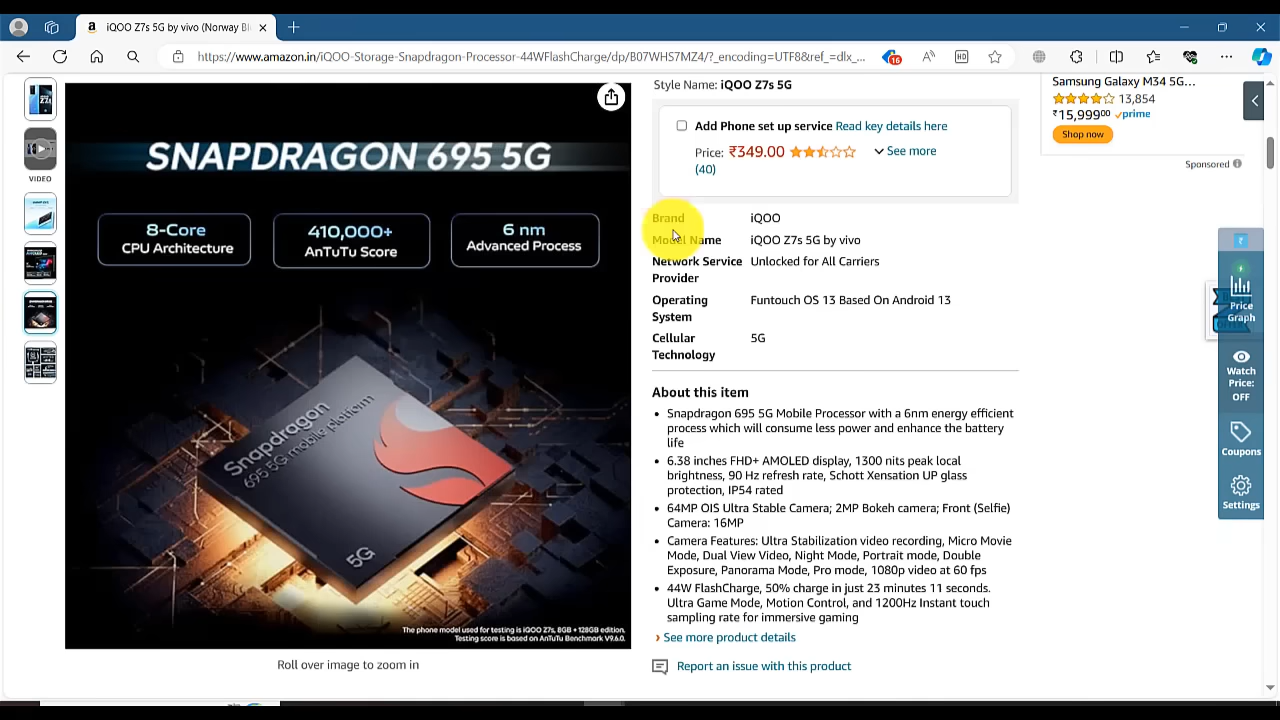 iQOO Z7s 5G by vivo (Norway Bl
https://www.amazon.in/iQOO-Storage-Snapdragon-Processor-44WFlashCharge/dp/B07WHS7MZ4/?_encoding=UTF8&ref_=dlx_...
16
VIDEO
SNAPDRAGON 695 5G
8-Core
CPU Architecture
410,000+
AnTuTu Score
6 nm
Advanced Process
Snapdragon
695 5G mobile platform
5G
The phone model used for testing is iQOO Z7s, 8GB + 128GB edition.
Testing score is based on AnTuTu Benchmark V9.6.0.
Roll over image to zoom in
Style Name: iQOO Z7s 5G
Add Phone set up service Read key details here
Price: ₹349.00
See more
(40)
Brand iQOO
Model Name iQOO Z7s 5G by vivo
Network Service Unlocked for All Carriers
Provider
Operating Funtouch OS 13 Based On Android 13
System
Cellular 5G
Technology
About this item
• Snapdragon 695 5G Mobile Processor with a 6nm energy efficient
process which will consume less power and enhance the battery
life
• 6.38 inches FHD+ AMOLED display, 1300 nits peak local
brightness, 90 Hz refresh rate, Schott Xensation UP glass
protection, IP54 rated
• 64MP OIS Ultra Stable Camera; 2MP Bokeh camera; Front (Selfie)
Camera: 16MP
• Camera Features: Ultra Stabilization video recording, Micro Movie
Mode, Dual View Video, Night Mode, Portrait mode, Double
Exposure, Panorama Mode, Pro mode, 1080p video at 60 fps
• 44W FlashCharge, 50% charge in just 23 minutes 11 seconds.
Ultra Game Mode, Motion Control, and 1200Hz Instant touch
sampling rate for immersive gaming
› See more product details
Report an issue with this product
Samsung Galaxy M34 5G...
13,854
₹15,999.00 prime
Shop now
Sponsored
Price
Graph
Watch
Price:
OFF
Coupons
Settings